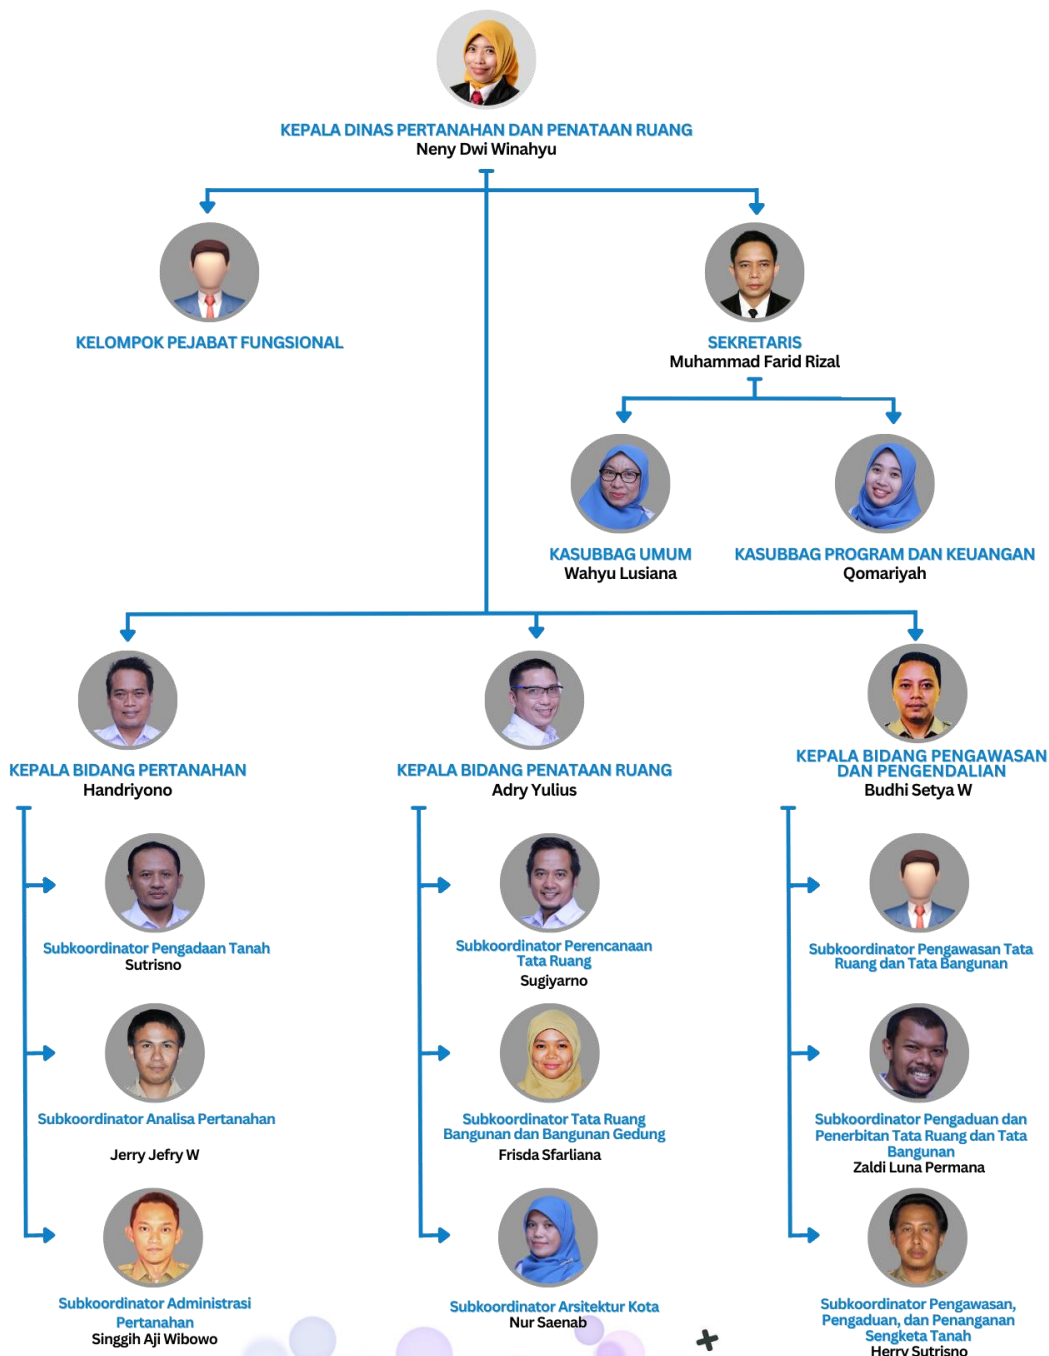 KEPALA DINAS PERTANAHAN DAN PENATAAN RUANG
Neny Dwi Winahyu
KELOMPOK PEJABAT FUNGSIONAL
SEKRETARIS
Muhammad Farid Rizal
KASUBBAG UMUM
Wahyu Lusiana
KASUBBAG PROGRAM DAN KEUANGAN
Qomariyah
KEPALA BIDANG PERTANAHAN
Handriyono
KEPALA BIDANG PENATAAN RUANG
Adry Yulius
KEPALA BIDANG PENGAWASAN
DAN PENGENDALIAN
Budhi Setya W
Subkoordinator Pengadaan Tanah
Sutrisno
Subkoordinator Perencanaan
Tata Ruang
Sugiyarno
Subkoordinator Pengawasan Tata
Ruang dan Tata Bangunan
Subkoordinator Analisa Pertanahan
Jerry Jefry W
Subkoordinator Tata Ruang
Bangunan dan Bangunan Gedung
Frisda Sfarliana
Subkoordinator Pengaduan dan
Penerbitan Tata Ruang dan Tata
Bangunan
Zaldi Luna Permana
Subkoordinator Administrasi
Pertanahan
Singgih Aji Wibowo
Subkoordinator Arsitektur Kota
Nur Saenab
Subkoordinator Pengawasan,
Pengaduan, dan Penanganan
Sengketa Tanah
Herry Sutrisno